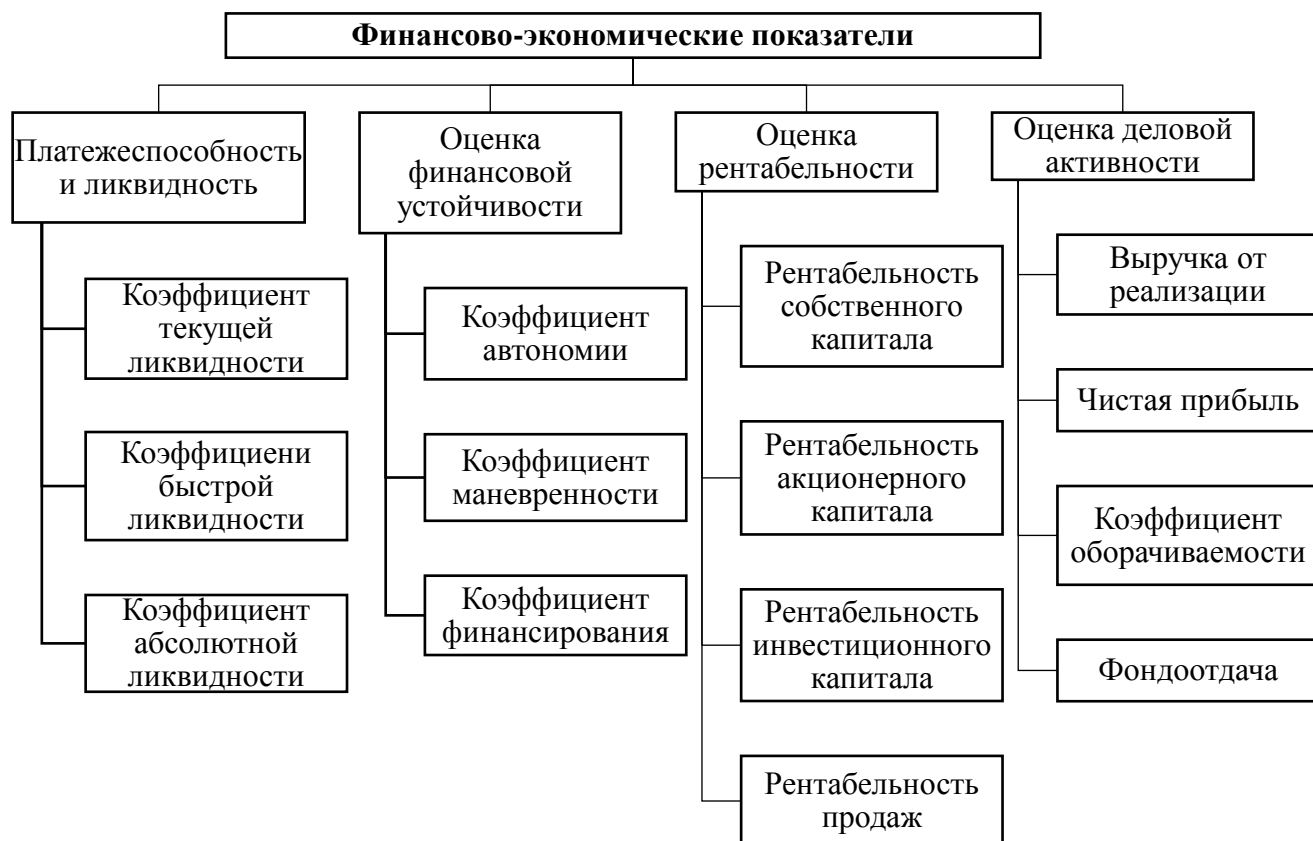 Финансово-экономические показатели
Платежеспособность
и ликвидность
Коэффициент
текущей
ликвидности
Коэффициени
быстрой
ликвидности
Коэффициент
абсолютной
ликвидности
Оценка
финансовой
устойчивости
Коэффициент
автономии
Коэффициент
маневренности
Коэффициент
финансирования
Оценка
рентабельности
Рентабельность
собственного
капитала
Рентабельность
акционерного
капитала
Рентабельность
инвестиционного
капитала
Рентабельность
продаж
Оценка деловой
активности
Выручка от
реализации
Чистая прибыль
Коэффициент
оборачиваемости
Фондоотдача